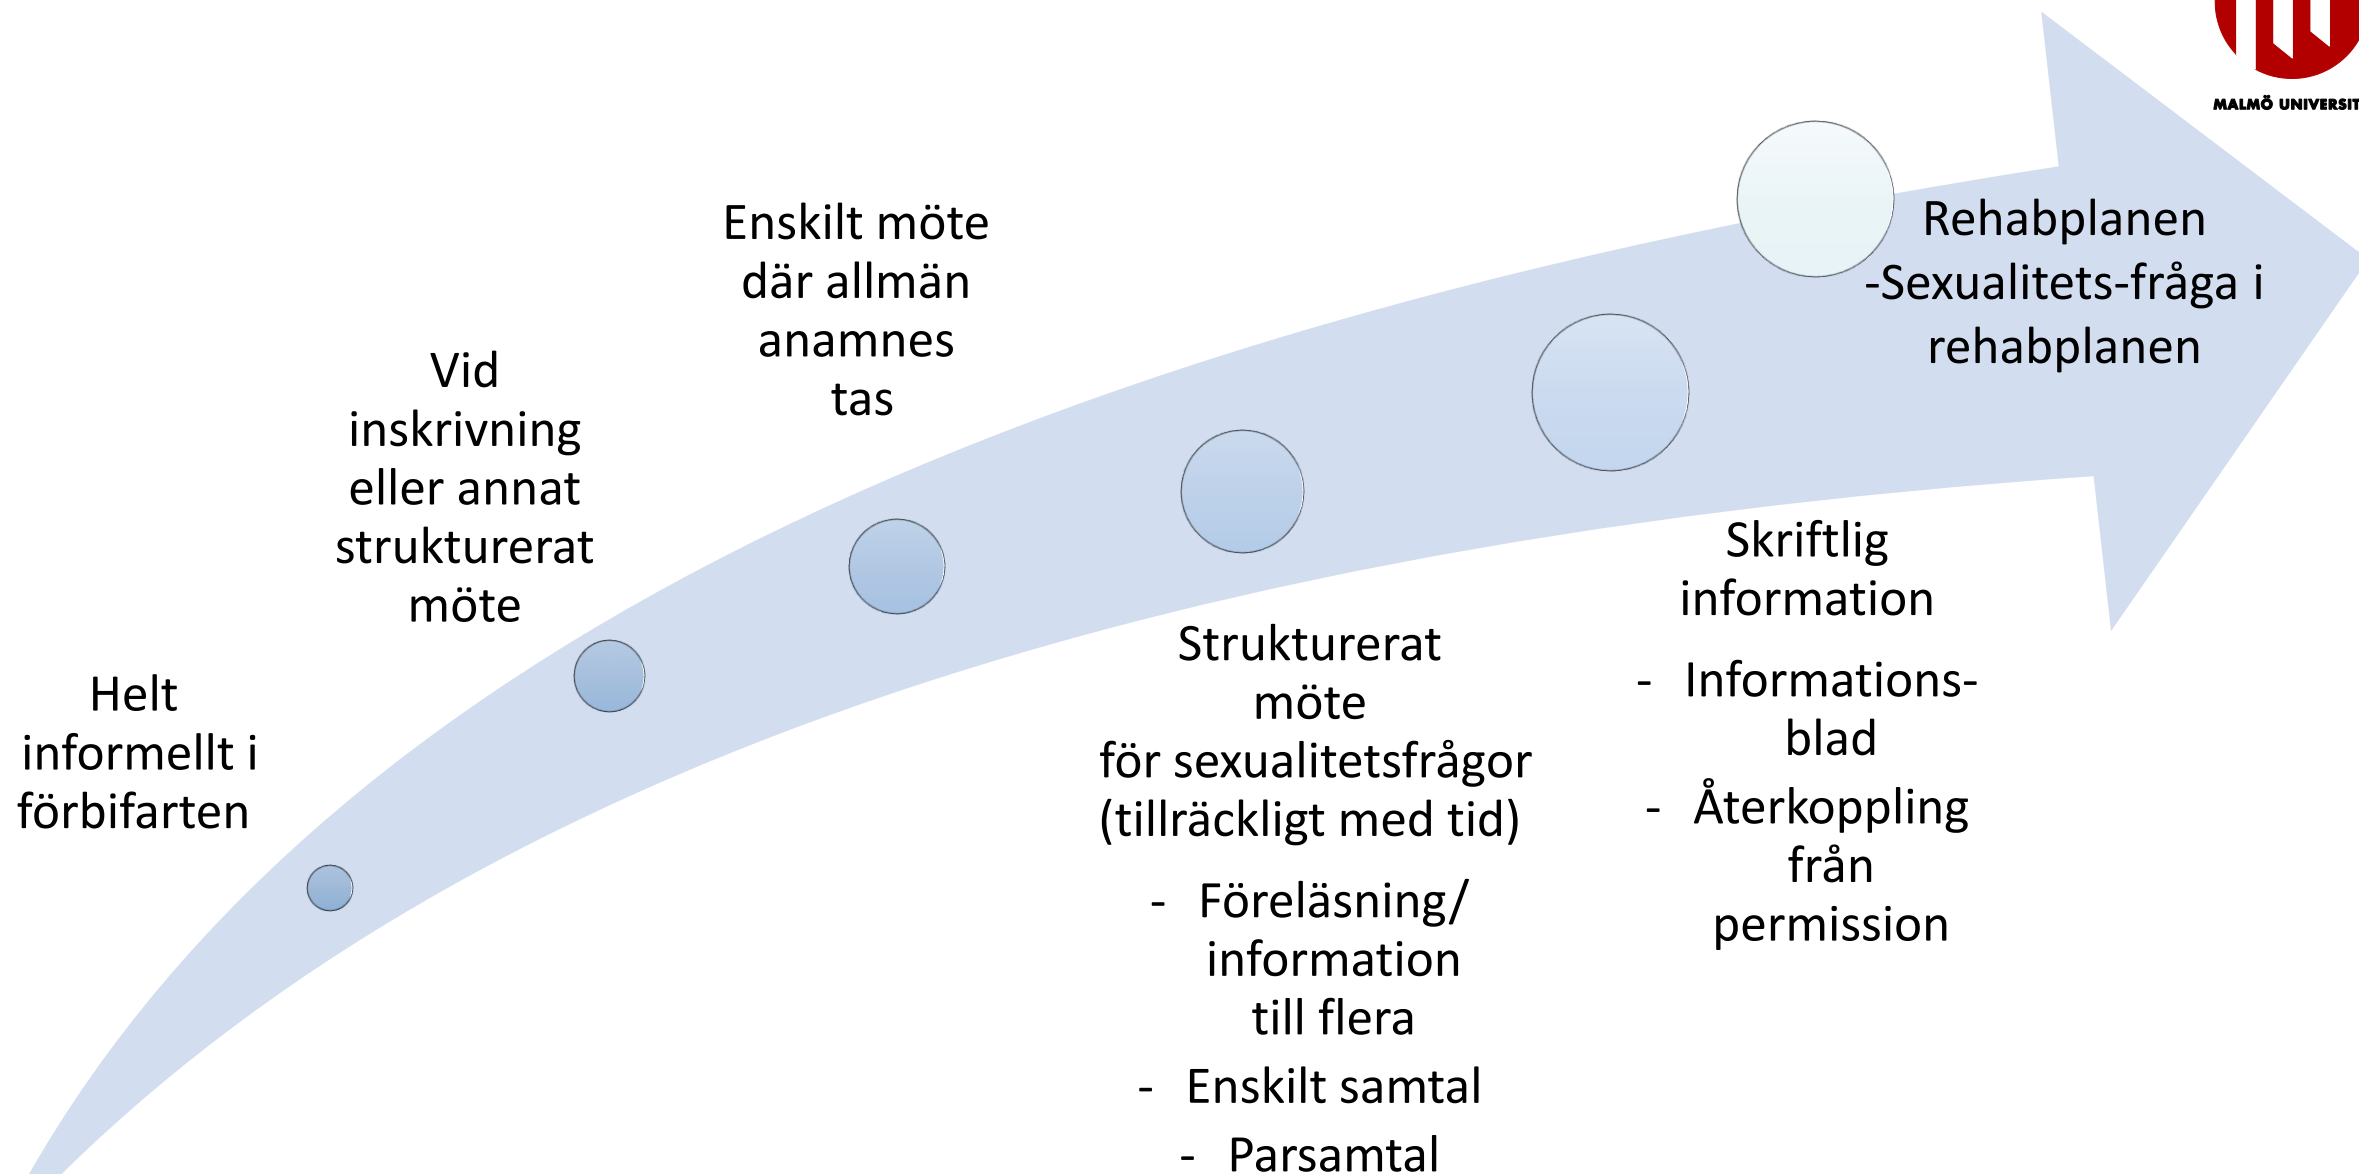 Helt
informellt i
förbifarten
Vid
inskrivning
eller annat
strukturerat
möte
Enskilt möte
där allmän
anamnes
tas
Strukturerat
möte
för sexualitetsfrågor
(tillräckligt med tid)
- Föreläsning/
information
till flera
- Enskilt samtal
- Parsamtal
Skriftlig
information
- Informations-
blad
- Återkoppling
från
permission
Rehabplanen
-Sexualitets-fråga i
rehabplanen
MALMÖ UNIVERSIT